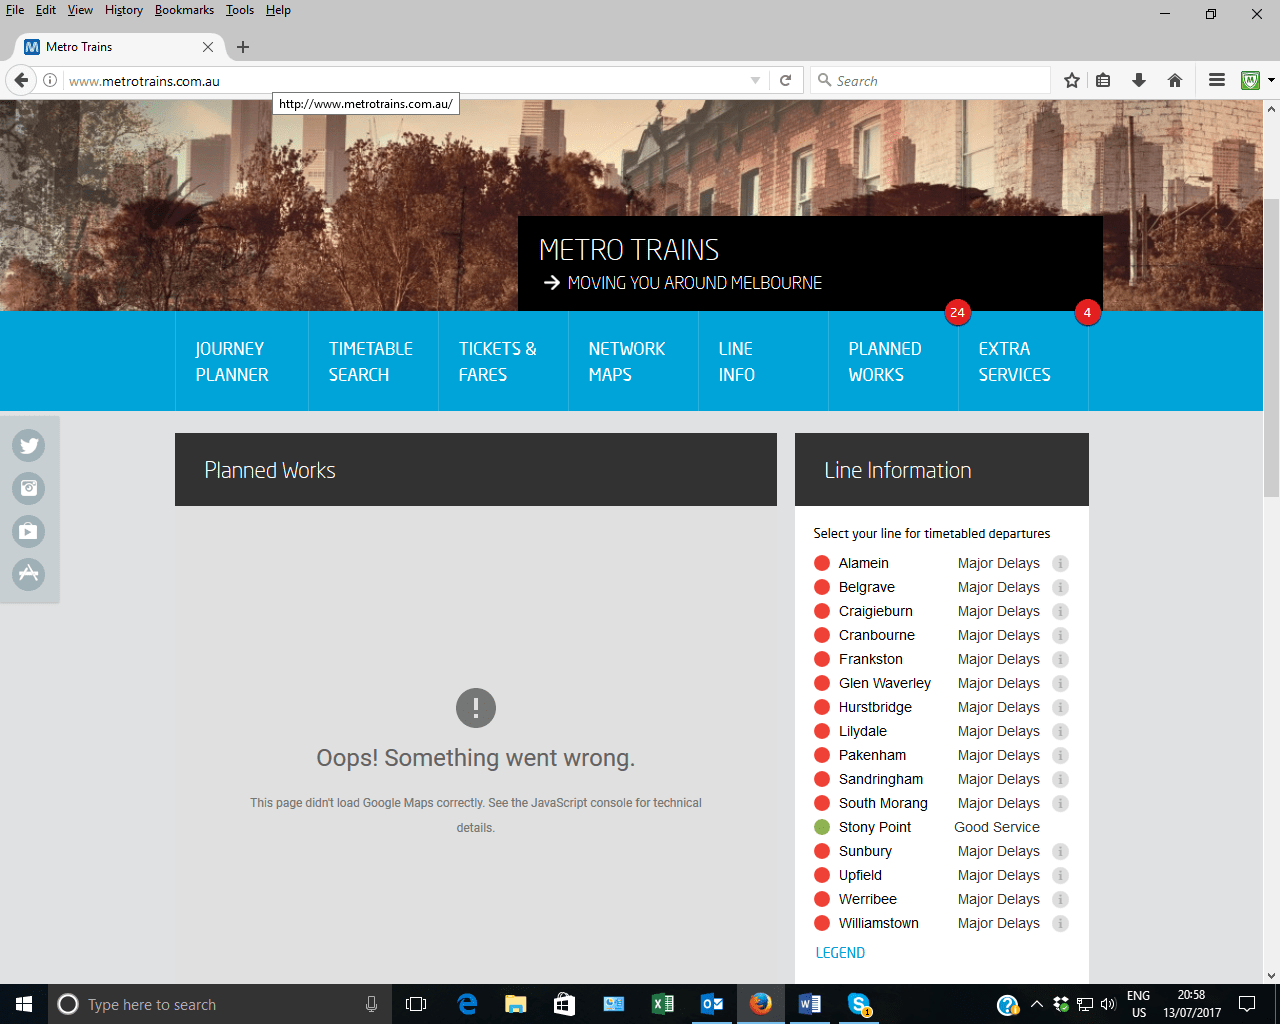 File Edit View History Bookmarks Tools Help
Metro Trains
www.metrotrains.com.au
Search
http://www.metrotrains.com.au/
METRO TRAINS
MOVING YOU AROUND MELBOURNE
24
4
JOURNEY PLANNER
TIMETABLE SEARCH
TICKETS & FARES
NETWORK MAPS
LINE INFO
PLANNED WORKS
EXTRA SERVICES
Planned Works
Oops! Something went wrong.
This page didn't load Google Maps correctly. See the JavaScript console for technical
details.
Line Information
Select your line for timetabled departures
Alamein Major Delays
Belgrave Major Delays
Craigieburn Major Delays
Cranbourne Major Delays
Frankston Major Delays
Glen Waverley Major Delays
Hurstbridge Major Delays
Lilydale Major Delays
Pakenham Major Delays
Sandringham Major Delays
South Morang Major Delays
Stony Point Good Service
Sunbury Major Delays
Upfield Major Delays
Werribee Major Delays
Williamstown Major Delays
LEGEND
Type here to search
1
ENG
US
20:58
13/07/2017